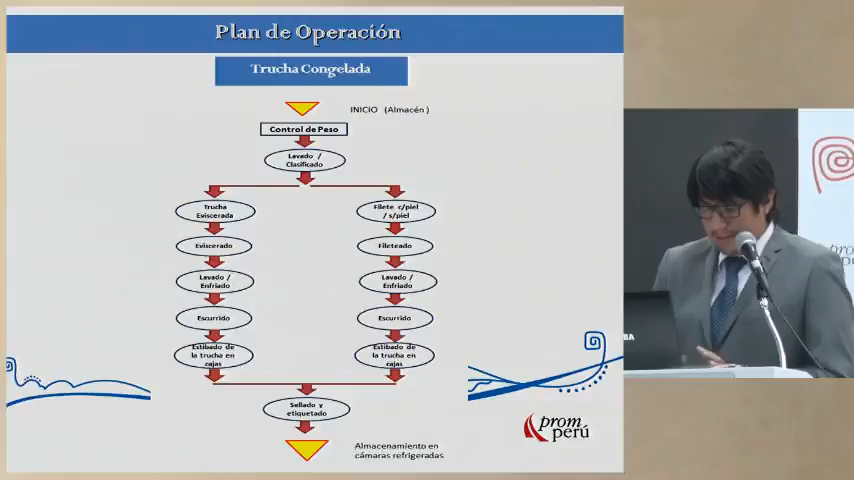 Plan de Operación
Trucha Congelada
INICIO (Almacén )
Control de Peso
Lavado /
Clasificado
Trucha
Eviscerada
Filete c/piel
/ s/piel
Eviscerado
Fileteado
Lavado /
Enfriado
Lavado /
Enfriado
Escurrido
Escurrido
Estibado de
la trucha en
cajas
Estibado de
la trucha en
cajas
Sellado y
etiquetado
Almacenamiento en
cámaras refrigeradas
prom
perú